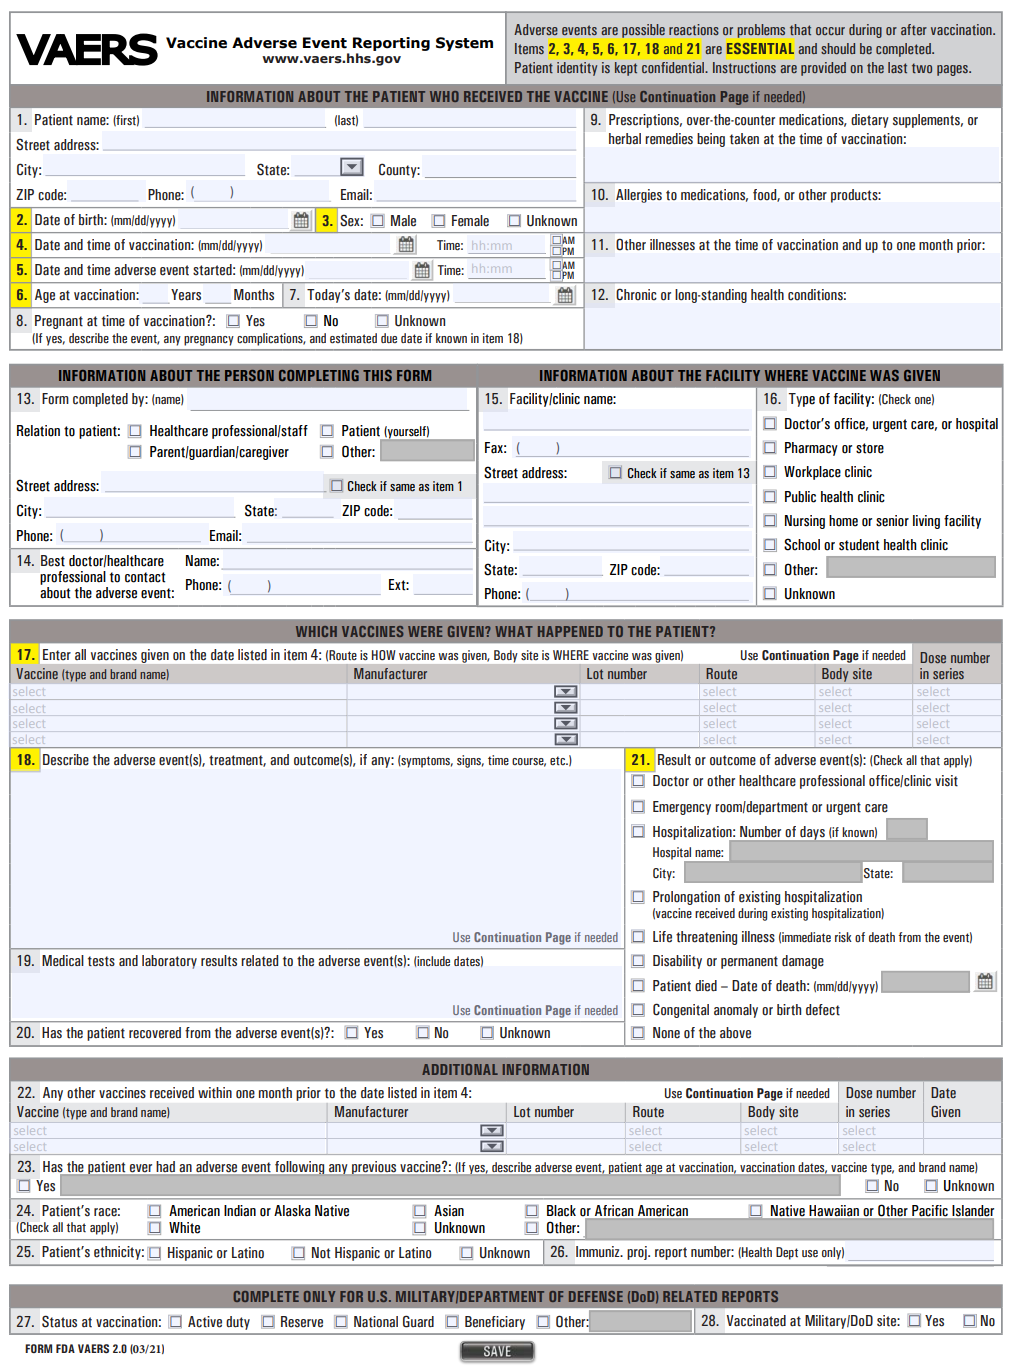 VAERS Vaccine Adverse Event Reporting System
www.vaers.hhs.gov
Adverse events are possible reactions or problems that occur during or after vaccination.
Items 2, 3, 4, 5, 6, 17, 18 and 21 are ESSENTIAL and should be completed.
Patient identity is kept confidential. Instructions are provided on the last two pages.
INFORMATION ABOUT THE PATIENT WHO RECEIVED THE VACCINE (Use Continuation Page if needed)
1. Patient name: (first) (last)
Street address:
City: State: County:
ZIP code: Phone: ( ) Email:
2. Date of birth: (mm/dd/yyyy) 3. Sex: Male Female Unknown
4. Date and time of vaccination: (mm/dd/yyyy) Time: hh:mm AM PM
5. Date and time adverse event started: (mm/dd/yyyy) Time: hh:mm AM PM
6. Age at vaccination: Years Months 7. Today's date: (mm/dd/yyyy)
8. Pregnant at time of vaccination?: Yes No Unknown
(If yes, describe the event, any pregnancy complications, and estimated due date if known in item 18)
9. Prescriptions, over-the-counter medications, dietary supplements, or
herbal remedies being taken at the time of vaccination:
10. Allergies to medications, food, or other products:
11. Other illnesses at the time of vaccination and up to one month prior:
12. Chronic or long-standing health conditions:
INFORMATION ABOUT THE PERSON COMPLETING THIS FORM
13. Form completed by: (name)
Relation to patient: Healthcare professional/staff Patient (yourself)
Parent/guardian/caregiver Other:
Street address: Check if same as item 1
City: State: ZIP code:
Phone: ( ) Email:
14. Best doctor/healthcare Name:
professional to contact
about the adverse event: Phone: ( ) Ext:
INFORMATION ABOUT THE FACILITY WHERE VACCINE WAS GIVEN
15. Facility/clinic name:
Fax: ( )
Street address: Check if same as item 13
City:
State: ZIP code:
Phone: ( )
16. Type of facility: (Check one)
Doctor's office, urgent care, or hospital
Pharmacy or store
Workplace clinic
Public health clinic
Nursing home or senior living facility
School or student health clinic
Other:
Unknown
WHICH VACCINES WERE GIVEN? WHAT HAPPENED TO THE PATIENT?
17. Enter all vaccines given on the date listed in item 4: (Route is HOW vaccine was given, Body site is WHERE vaccine was given) Use Continuation Page if needed Dose number
Vaccine (type and brand name) Manufacturer Lot number Route Body site in series
select select select select
select select select select
select select select select
select select select select
18. Describe the adverse event(s), treatment, and outcome(s), if any: (symptoms, signs, time course, etc.)
Use Continuation Page if needed
19. Medical tests and laboratory results related to the adverse event(s): (include dates)
Use Continuation Page if needed
20. Has the patient recovered from the adverse event(s)?: Yes No Unknown
21. Result or outcome of adverse event(s): (Check all that apply)
Doctor or other healthcare professional office/clinic visit
Emergency room/department or urgent care
Hospitalization: Number of days (if known)
Hospital name:
City: State:
Prolongation of existing hospitalization
(vaccine received during existing hospitalization)
Life threatening illness (immediate risk of death from the event)
Disability or permanent damage
Patient died – Date of death: (mm/dd/yyyy)
Congenital anomaly or birth defect
None of the above
ADDITIONAL INFORMATION
22. Any other vaccines received within one month prior to the date listed in item 4: Use Continuation Page if needed Dose number Date
Vaccine (type and brand name) Manufacturer Lot number Route Body site in series Given
select select select select
select select select select
23. Has the patient ever had an adverse event following any previous vaccine?: (If yes, describe adverse event, patient age at vaccination, vaccination dates, vaccine type, and brand name)
Yes No Unknown
24. Patient's race: American Indian or Alaska Native Asian Black or African American Native Hawaiian or Other Pacific Islander
(Check all that apply) White Unknown Other:
25. Patient's ethnicity: Hispanic or Latino Not Hispanic or Latino Unknown 26. Immuniz. proj. report number: (Health Dept use only)
COMPLETE ONLY FOR U.S. MILITARY/DEPARTMENT OF DEFENSE (DoD) RELATED REPORTS
27. Status at vaccination: Active duty Reserve National Guard Beneficiary Other: 28. Vaccinated at Military/DoD site: Yes No
FORM FDA VAERS 2.0 (03/21) SAVE